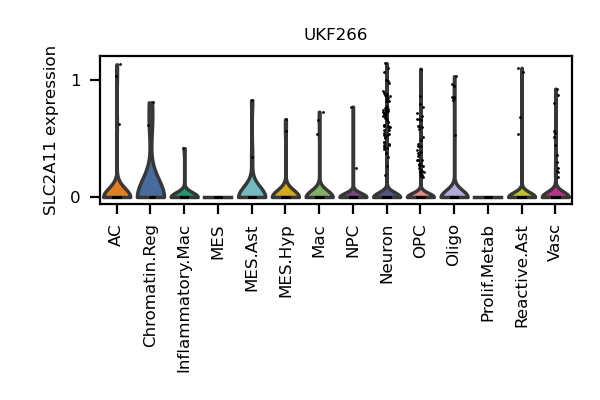 UKF266
SLC2A11 expression
1
0
AC
Chromatin.Reg
Inflammatory.Mac
MES
MES.Ast
MES.Hyp
Mac
NPC
Neuron
OPC
Oligo
Prolif.Metab
Reactive.Ast
Vasc